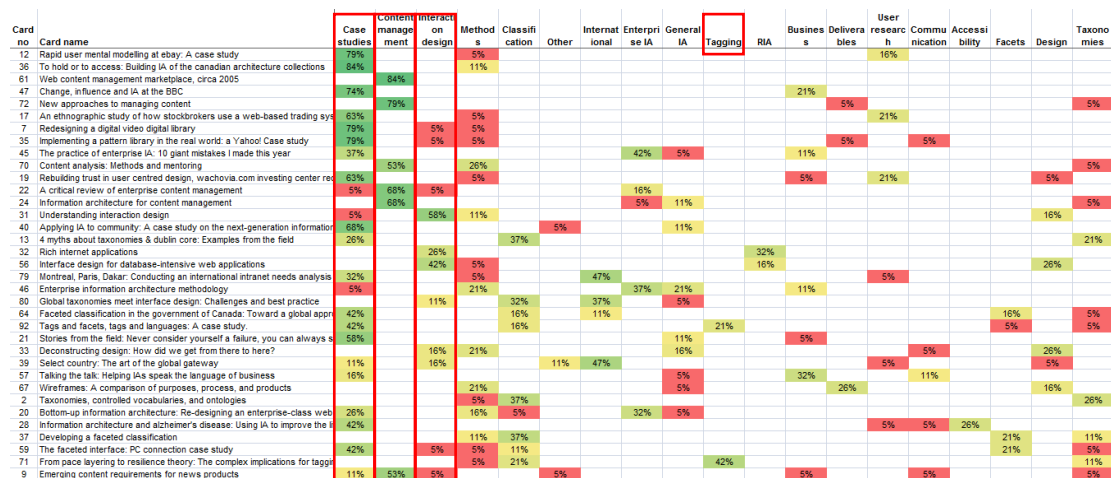 Content Interacti User
Card Case manage on Method Classifi Internat Enterpri General Busines Delivera researc Commu Accessi Taxono
no Card name studies ment design s cation Other ional se IA IA Tagging RIA s bles h nication bility Facets Design mies
12 Rapid user mental modelling at ebay: A case study 79% 5% 16%
36 To hold or to access: Building IA of the canadian architecture collections 84% 11%
61 Web content management marketplace, circa 2005 84%
47 Change, influence and IA at the BBC 74% 21%
72 New approaches to managing content 79% 5% 5%
17 An ethnographic study of how stockbrokers use a web-based trading sys 63% 5% 21%
7 Redesigning a digital video digital library 79% 5% 5%
35 Implementing a pattern library in the real world: a Yahoo! Case study 79% 5% 5% 5% 5%
45 The practice of enterprise IA: 10 giant mistakes I made this year 37% 42% 5% 11%
70 Content analysis: Methods and mentoring 53% 26% 5%
19 Rebuilding trust in user centred design, wachovia.com investing center rec 63% 5% 5% 21% 5%
22 A critical review of enterprise content management 5% 68% 5% 16%
24 Information architecture for content management 68% 5% 11% 5%
31 Understanding interaction design 5% 58% 11% 16%
40 Applying IA to community: A case study on the next-generation information 68% 5% 11%
13 4 myths about taxonomies & dublin core: Examples from the field 26% 37% 21%
32 Rich internet applications 26% 32%
56 Interface design for database-intensive web applications 42% 5% 16% 26%
79 Montreal, Paris, Dakar: Conducting an international intranet needs analysis 32% 5% 47% 5%
46 Enterprise information architecture methodology 5% 21% 37% 21% 11%
80 Global taxonomies meet interface design: Challenges and best practice 11% 32% 37% 5%
64 Faceted classification in the government of Canada: Toward a global appr 42% 16% 11% 16% 5%
92 Tags and facets, tags and languages: A case study. 42% 16% 21% 5% 5%
21 Stories from the field: Never consider yourself a failure, you can always s 58% 11% 5%
33 Deconstructing design: How did we get from there to here? 16% 21% 16% 5% 26%
39 Select country: The art of the global gateway 11% 16% 11% 47% 5% 5%
57 Talking the talk: Helping IAs speak the language of business 16% 5% 32% 11%
67 Wireframes: A comparison of purposes, process, and products 21% 5% 26% 16%
2 Taxonomies, controlled vocabularies, and ontologies 5% 37% 26%
20 Bottom-up information architecture: Re-designing an enterprise-class web 26% 16% 5% 32% 5%
28 Information architecture and alzheimer's disease: Using IA to improve the li 42% 5% 5% 26%
37 Developing a faceted classification 11% 37% 21% 11%
59 The faceted interface: PC connection case study 42% 5% 5% 11% 21% 5%
71 From pace layering to resilience theory: The complex implications for taggir 5% 21% 42% 11%
9 Emerging content requirements for news products 11% 53% 5% 5% 5% 5% 5%